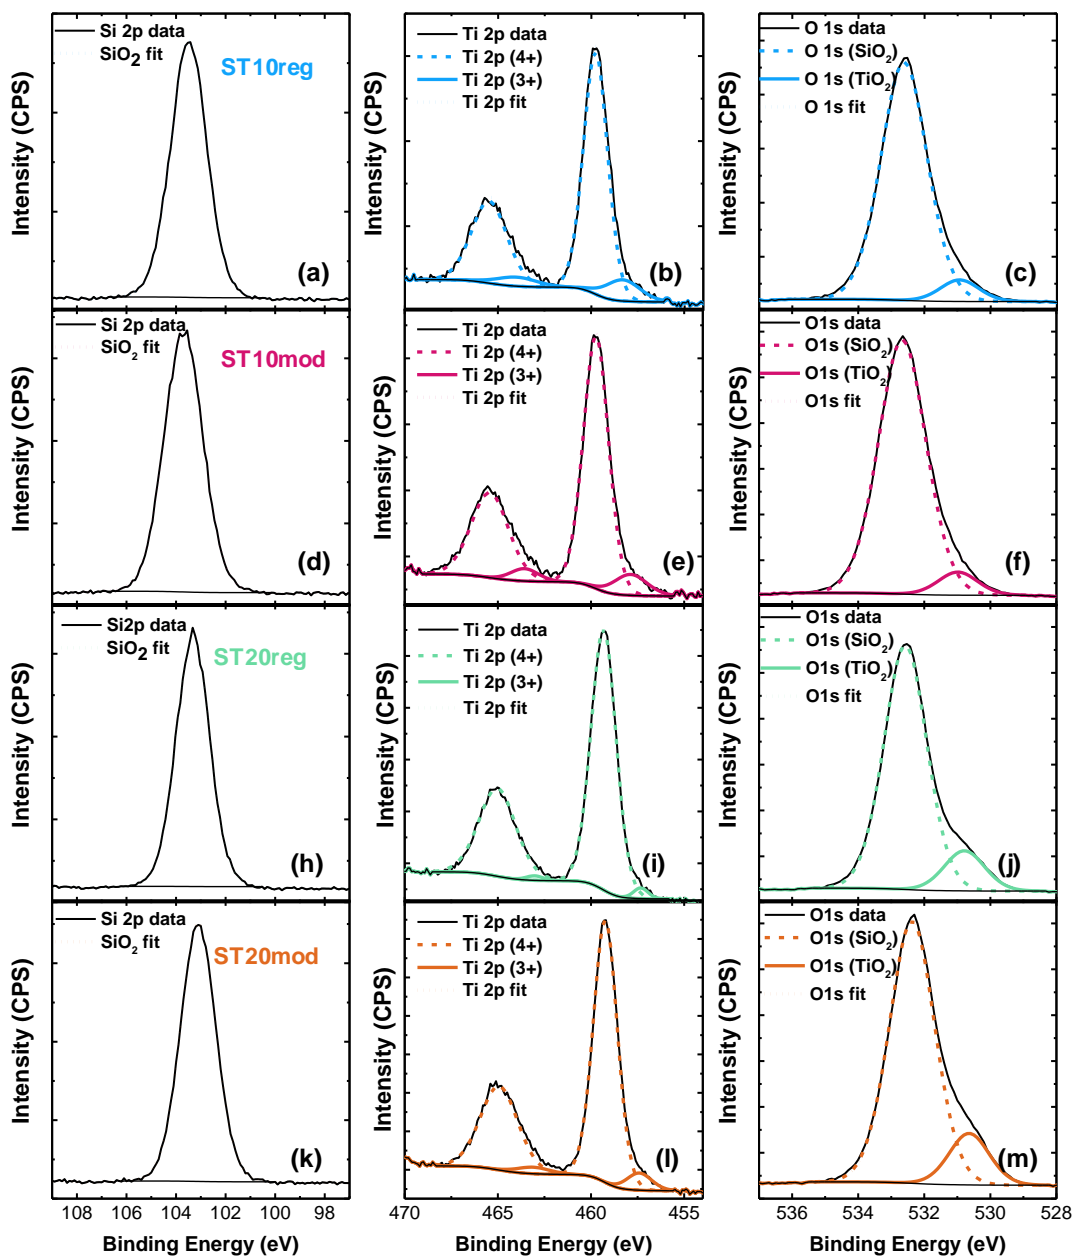 Si 2p data
SiO2 fit
ST10reg
(a)
Intensity (CPS)
Ti 2p data
Ti 2p (4+)
Ti 2p (3+)
Ti 2p fit
(b)
Intensity (CPS)
O 1s data
O 1s (SiO2)
O 1s (TiO2)
O 1s fit
(c)
Intensity (CPS)
Si 2p data
SiO2 fit
ST10mod
(d)
Intensity (CPS)
Ti 2p data
Ti 2p (4+)
Ti 2p (3+)
Ti 2p fit
(e)
Intensity (CPS)
O1s data
O1s (SiO2)
O1s (TiO2)
O1s fit
(f)
Intensity (CPS)
Si2p data
SiO2 fit
ST20reg
(h)
Intensity (CPS)
Ti 2p data
Ti 2p (4+)
Ti 2p (3+)
Ti 2p fit
(i)
Intensity (CPS)
O1s data
O1s (SiO2)
O1s (TiO2)
O1s fit
(j)
Intensity (CPS)
Si 2p data
SiO2 fit
ST20mod
(k)
Intensity (CPS)
Ti 2p data
Ti 2p (4+)
Ti 2p (3+)
Ti 2p fit
(l)
Intensity (CPS)
O1s data
O1s (SiO2)
O1s (TiO2)
O1s fit
(m)
Intensity (CPS)
108 106 104 102 100 98
Binding Energy (eV)
470 465 460 455
Binding Energy (eV)
536 534 532 530 528
Binding Energy (eV)